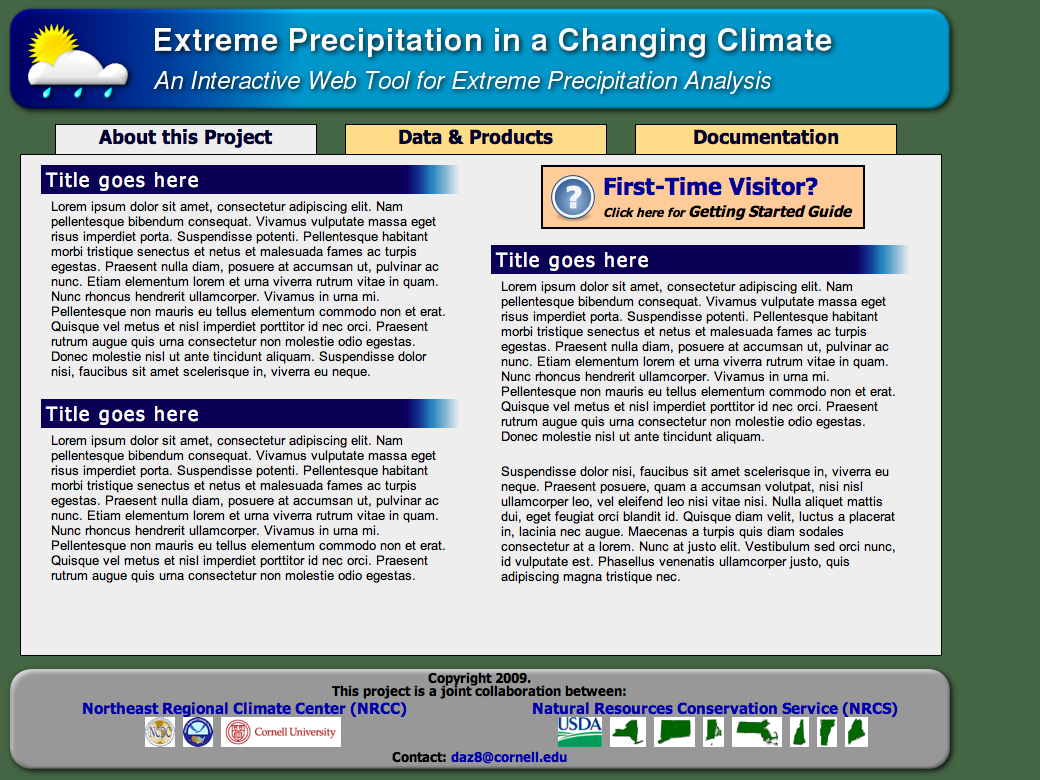 Extreme Precipitation in a Changing Climate
An Interactive Web Tool for Extreme Precipitation Analysis
About this Project
Data & Products
Documentation
Title goes here
Lorem ipsum dolor sit amet, consectetur adipiscing elit. Nam
pellentesque bibendum consequat. Vivamus vulputate massa eget
risus imperdiet porta. Suspendisse potenti. Pellentesque habitant
morbi tristique senectus et netus et malesuada fames ac turpis
egestas. Praesent nulla diam, posuere at accumsan ut, pulvinar ac
nunc. Etiam elementum lorem et urna viverra rutrum vitae in quam.
Nunc rhoncus hendrerit ullamcorper. Vivamus in urna mi.
Pellentesque non mauris eu tellus elementum commodo non et erat.
Quisque vel metus et nisl imperdiet porttitor id nec orci. Praesent
rutrum augue quis urna consectetur non molestie odio egestas.
Donec molestie nisl ut ante tincidunt aliquam. Suspendisse dolor
nisi, faucibus sit amet scelerisque in, viverra eu neque.
Title goes here
Lorem ipsum dolor sit amet, consectetur adipiscing elit. Nam
pellentesque bibendum consequat. Vivamus vulputate massa eget
risus imperdiet porta. Suspendisse potenti. Pellentesque habitant
morbi tristique senectus et netus et malesuada fames ac turpis
egestas. Praesent nulla diam, posuere at accumsan ut, pulvinar ac
nunc. Etiam elementum lorem et urna viverra rutrum vitae in quam.
Nunc rhoncus hendrerit ullamcorper. Vivamus in urna mi.
Pellentesque non mauris eu tellus elementum commodo non et erat.
Quisque vel metus et nisl imperdiet porttitor id nec orci. Praesent
rutrum augue quis urna consectetur non molestie odio egestas.
?
First-Time Visitor?
Click here for Getting Started Guide
Title goes here
Lorem ipsum dolor sit amet, consectetur adipiscing elit. Nam
pellentesque bibendum consequat. Vivamus vulputate massa eget
risus imperdiet porta. Suspendisse potenti. Pellentesque habitant
morbi tristique senectus et netus et malesuada fames ac turpis
egestas. Praesent nulla diam, posuere at accumsan ut, pulvinar ac
nunc. Etiam elementum lorem et urna viverra rutrum vitae in quam.
Nunc rhoncus hendrerit ullamcorper. Vivamus in urna mi.
Pellentesque non mauris eu tellus elementum commodo non et erat.
Quisque vel metus et nisl imperdiet porttitor id nec orci. Praesent
rutrum augue quis urna consectetur non molestie odio egestas.
Donec molestie nisl ut ante tincidunt aliquam.
Suspendisse dolor nisi, faucibus sit amet scelerisque in, viverra eu
neque. Praesent posuere, quam a accumsan volutpat, nisi nisl
ullamcorper leo, vel eleifend leo nisi vitae nisi. Nulla aliquet mattis
dui, eget feugiat orci blandit id. Quisque diam velit, luctus a placerat
in, lacinia nec augue. Maecenas a turpis quis diam sodales
consectetur at a lorem. Nunc at justo elit. Vestibulum sed orci nunc,
id vulputate est. Phasellus venenatis ullamcorper justo, quis
adipiscing magna tristique nec.
Copyright 2009.
This project is a joint collaboration between:
Northeast Regional Climate Center (NRCC)
Natural Resources Conservation Service (NRCS)
NCDC
Cornell University
USDA
Contact: daz8@cornell.edu